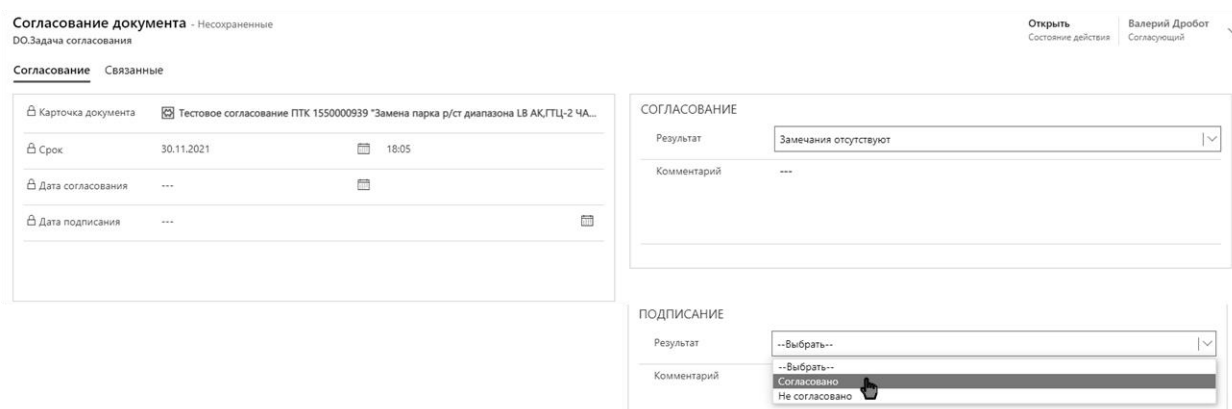 Согласование документа - Несохраненные
DO.Задача согласования
Открыть
Состояние действия
Валерий Дробот
Согласующий
Согласование Связанные
Карточка документа Тестовое согласование ПТК 1550000939 "Замена парка р/ст диапазона LB АК,ГТЦ-2 ЧА...
Срок 30.11.2021 18:05
Дата согласования ---
Дата подписания ---
СОГЛАСОВАНИЕ
Результат Замечания отсутствуют
Комментарий ---
ПОДПИСАНИЕ
Результат --Выбрать--
--Выбрать--
Комментарий Согласовано
Не согласовано